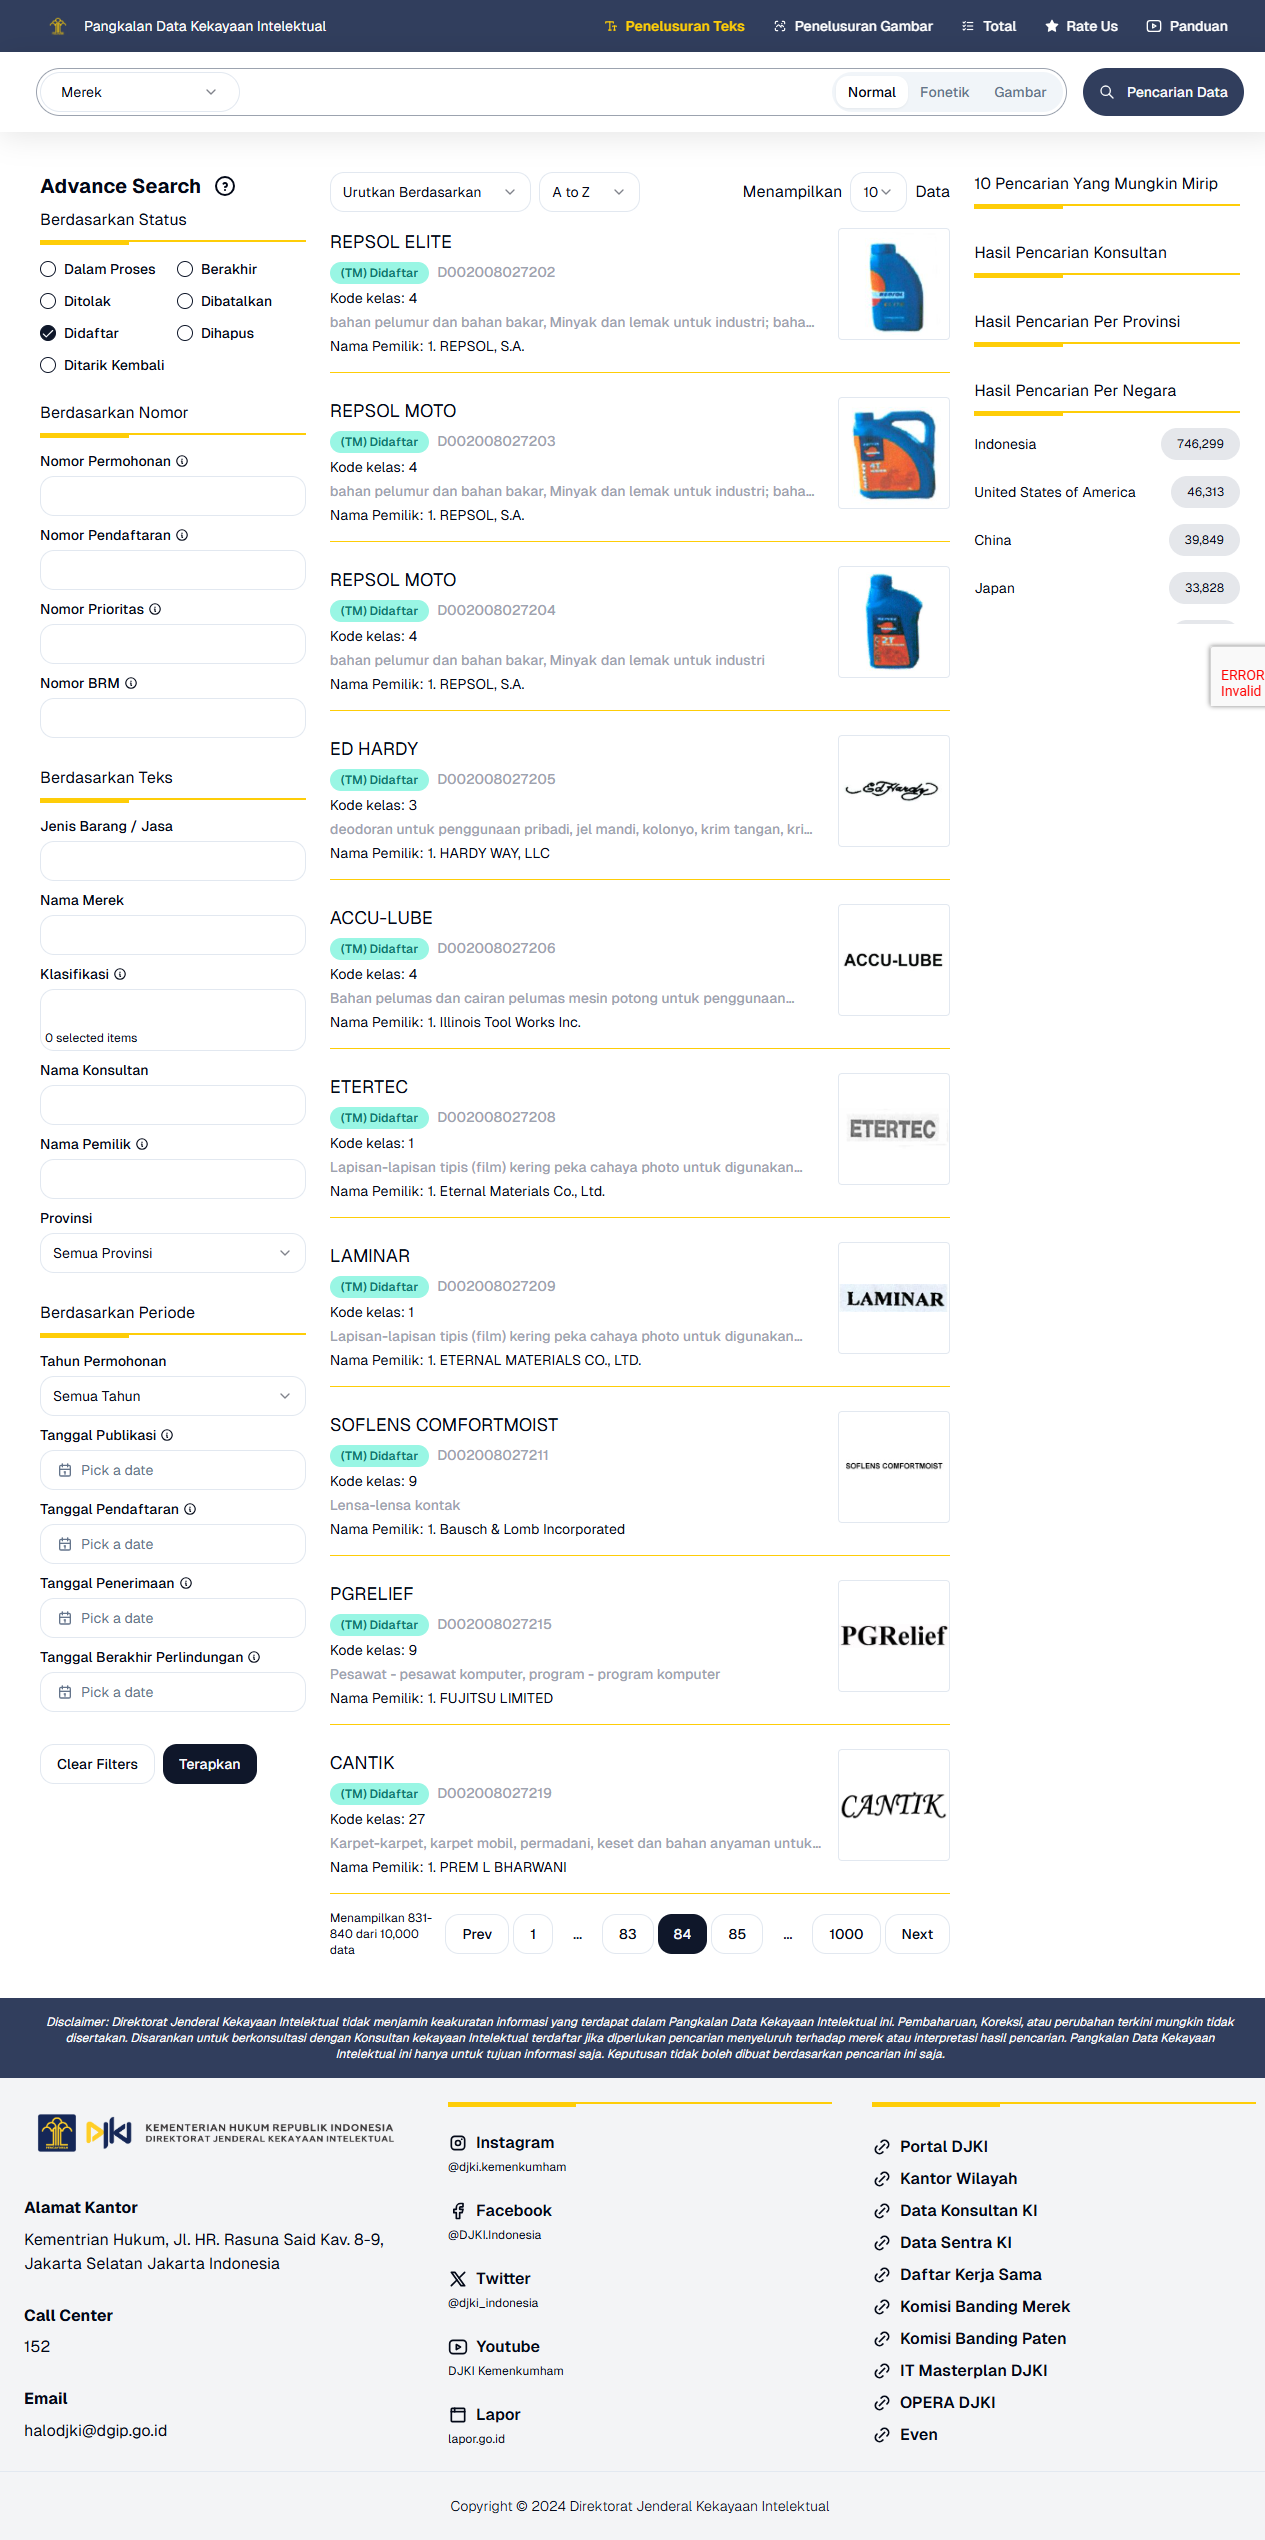 Pangkalan Data Kekayaan Intelektual
Penelusuran Teks
Penelusuran Gambar
Total
Rate Us
Panduan
Merek
Normal
Fonetik
Gambar
Pencarian Data
Advance Search
Berdasarkan Status
Dalam Proses
Berakhir
Ditolak
Dibatalkan
Didaftar
Dihapus
Ditarik Kembali
Berdasarkan Nomor
Nomor Permohonan
Nomor Pendaftaran
Nomor Prioritas
Nomor BRM
Berdasarkan Teks
Jenis Barang / Jasa
Nama Merek
Klasifikasi
0 selected items
Nama Konsultan
Nama Pemilik
Provinsi
Semua Provinsi
Berdasarkan Periode
Tahun Permohonan
Semua Tahun
Tanggal Publikasi
Pick a date
Tanggal Pendaftaran
Pick a date
Tanggal Penerimaan
Pick a date
Tanggal Berakhir Perlindungan
Pick a date
Clear Filters
Terapkan
Urutkan Berdasarkan
A to Z
Menampilkan
10
Data
REPSOL ELITE
(TM) Didaftar
D002008027202
Kode kelas: 4
bahan pelumur dan bahan bakar, Minyak dan lemak untuk industri; baha...
Nama Pemilik: 1. REPSOL, S.A.
REPSOL MOTO
(TM) Didaftar
D002008027203
Kode kelas: 4
bahan pelumur dan bahan bakar, Minyak dan lemak untuk industri; baha...
Nama Pemilik: 1. REPSOL, S.A.
4T
REPSOL MOTO
(TM) Didaftar
D002008027204
Kode kelas: 4
bahan pelumur dan bahan bakar, Minyak dan lemak untuk industri
Nama Pemilik: 1. REPSOL, S.A.
2T
ED HARDY
(TM) Didaftar
D002008027205
Kode kelas: 3
deodoran untuk penggunaan pribadi, jel mandi, kolonyo, krim tangan, kri...
Nama Pemilik: 1. HARDY WAY, LLC
Ed Hardy
ACCU-LUBE
(TM) Didaftar
D002008027206
Kode kelas: 4
Bahan pelumas dan cairan pelumas mesin potong untuk penggunaan...
Nama Pemilik: 1. Illinois Tool Works Inc.
ACCU-LUBE
ETERTEC
(TM) Didaftar
D002008027208
Kode kelas: 1
Lapisan-lapisan tipis (film) kering peka cahaya photo untuk digunakan...
Nama Pemilik: 1. Eternal Materials Co., Ltd.
ETERTEC
LAMINAR
(TM) Didaftar
D002008027209
Kode kelas: 1
Lapisan-lapisan tipis (film) kering peka cahaya photo untuk digunakan...
Nama Pemilik: 1. ETERNAL MATERIALS CO., LTD.
LAMINAR
SOFLENS COMFORTMOIST
(TM) Didaftar
D002008027211
Kode kelas: 9
Lensa-lensa kontak
Nama Pemilik: 1. Bausch & Lomb Incorporated
SOFLENS COMFORTMOIST
PGRELIEF
(TM) Didaftar
D002008027215
Kode kelas: 9
Pesawat - pesawat komputer, program - program komputer
Nama Pemilik: 1. FUJITSU LIMITED
PGRelief
CANTIK
(TM) Didaftar
D002008027219
Kode kelas: 27
Karpet-karpet, karpet mobil, permadani, keset dan bahan anyaman untuk...
Nama Pemilik: 1. PREM L BHARWANI
CANTIK
Menampilkan 831-
840 dari 10,000
data
Prev
1
...
83
84
85
...
1000
Next
10 Pencarian Yang Mungkin Mirip
Hasil Pencarian Konsultan
Hasil Pencarian Per Provinsi
Hasil Pencarian Per Negara
Indonesia
746,299
United States of America
46,313
China
39,849
Japan
33,828
ERROR
Invalid
Disclaimer: Direktorat Jenderal Kekayaan Intelektual tidak menjamin keakuratan informasi yang terdapat dalam Pangkalan Data Kekayaan Intelektual ini. Pembaharuan, Koreksi, atau perubahan terkini mungkin tidak
disertakan. Disarankan untuk berkonsultasi dengan Konsultan kekayaan Intelektual terdaftar jika diperlukan pencarian menyeluruh terhadap merek atau interpretasi hasil pencarian. Pangkalan Data Kekayaan
Intelektual ini hanya untuk tujuan informasi saja. Keputusan tidak boleh dibuat berdasarkan pencarian ini saja.
KEMENTERIAN HUKUM REPUBLIK INDONESIA
DIREKTORAT JENDERAL KEKAYAAN INTELEKTUAL
Alamat Kantor
Kementrian Hukum, Jl. HR. Rasuna Said Kav. 8-9,
Jakarta Selatan Jakarta Indonesia
Call Center
152
Email
halodjki@dgip.go.id
Instagram
@djki.kemenkumham
Facebook
@DJKI.Indonesia
Twitter
@djki_indonesia
Youtube
DJKI Kemenkumham
Lapor
lapor.go.id
Portal DJKI
Kantor Wilayah
Data Konsultan KI
Data Sentra KI
Daftar Kerja Sama
Komisi Banding Merek
Komisi Banding Paten
IT Masterplan DJKI
OPERA DJKI
Even
Copyright © 2024 Direktorat Jenderal Kekayaan Intelektual